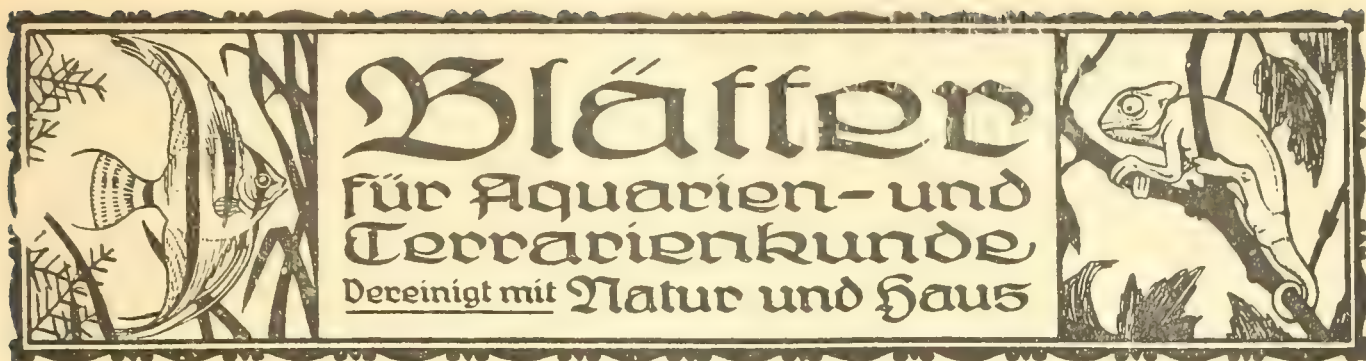 Blätter
für Aquarien- und
Terrarienkunde
Vereinigt mit Natur und Haus